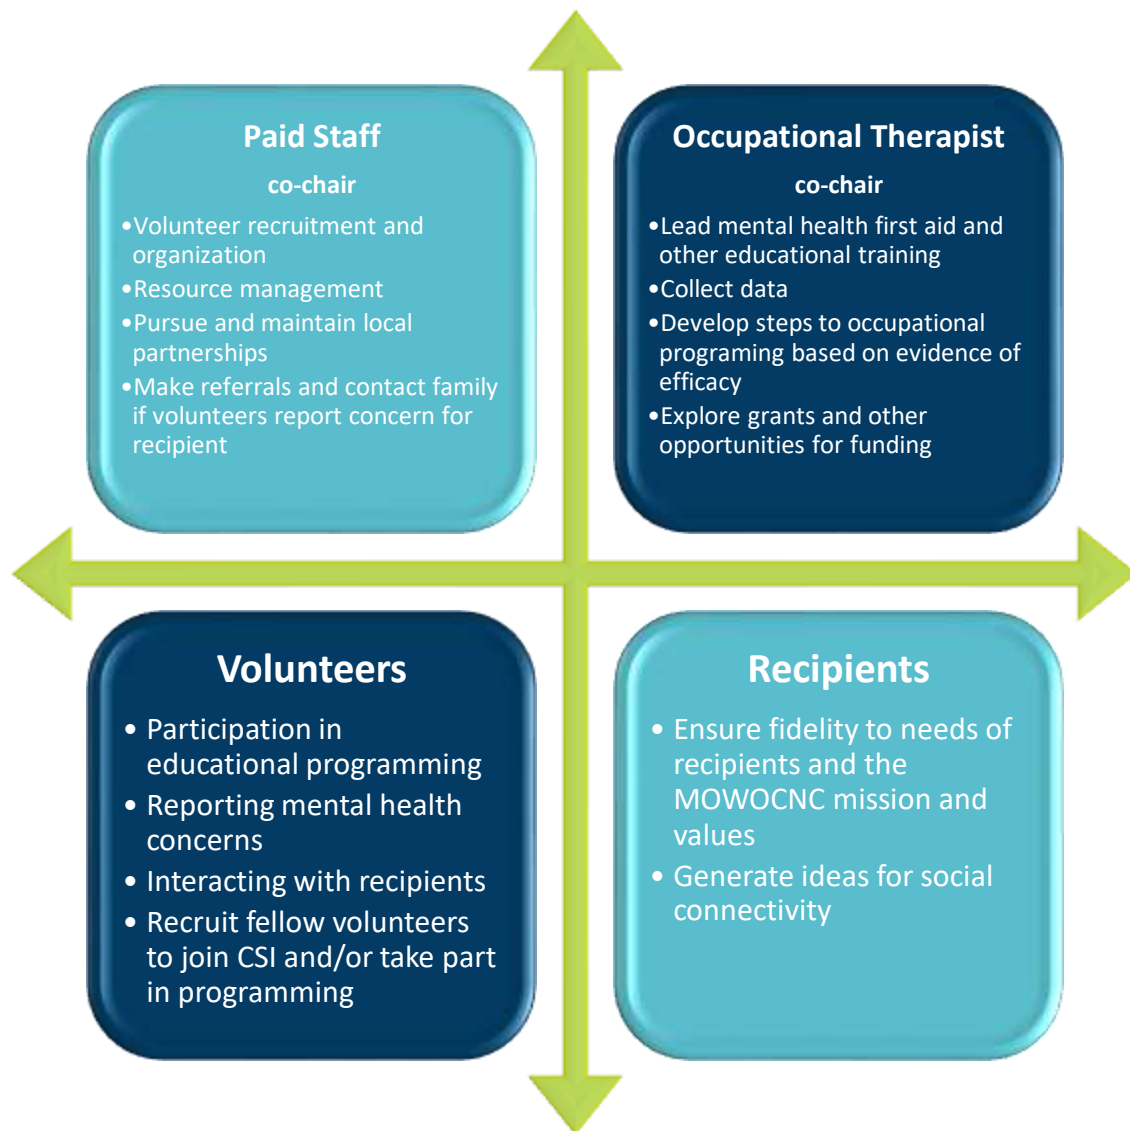 Paid Staff
co-chair
•Volunteer recruitment and
organization
•Resource management
•Pursue and maintain local
partnerships
•Make referrals and contact family
if volunteers report concern for
recipient
Occupational Therapist
co-chair
•Lead mental health first aid and
other educational training
•Collect data
•Develop steps to occupational
programing based on evidence of
efficacy
•Explore grants and other
opportunities for funding
Volunteers
• Participation in
educational programming
• Reporting mental health
concerns
• Interacting with recipients
• Recruit fellow volunteers
to join CSI and/or take part
in programming
Recipients
• Ensure fidelity to needs of
recipients and the
MOWOCNC mission and
values
• Generate ideas for social
connectivity